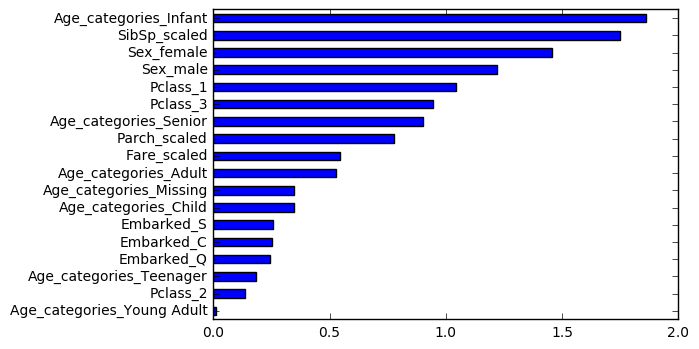 Age_categories_Infant
SibSp_scaled
Sex_female
Sex_male
Pclass_1
Pclass_3
Age_categories_Senior
Parch_scaled
Fare_scaled
Age_categories_Adult
Age_categories_Missing
Age_categories_Child
Embarked_S
Embarked_C
Embarked_Q
Age_categories_Teenager
Pclass_2
Age_categories_Young Adult
0.0 0.5 1.0 1.5 2.0